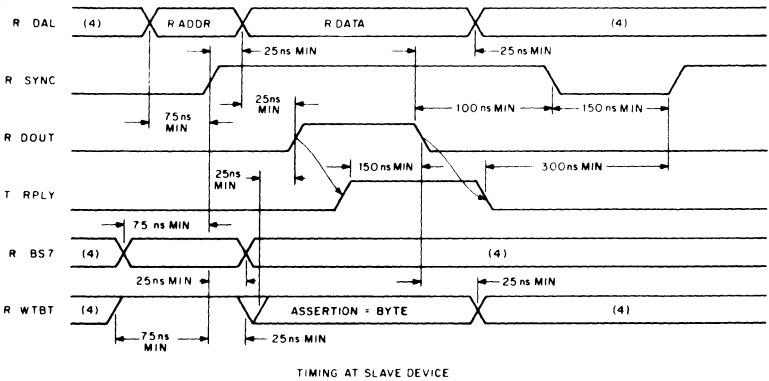 R DAL (4) R ADDR R DATA (4)
25ns MIN 25ns MIN
R SYNC
75ns MIN 25ns MIN 100ns MIN 150ns MIN
R DOUT
25ns MIN 150ns MIN 300ns MIN
T RPLY
75 ns MIN
R BS7 (4) (4)
25ns MIN 25ns MIN
R WTBT (4) ASSERTION = BYTE (4)
75ns MIN 25ns MIN
TIMING AT SLAVE DEVICE